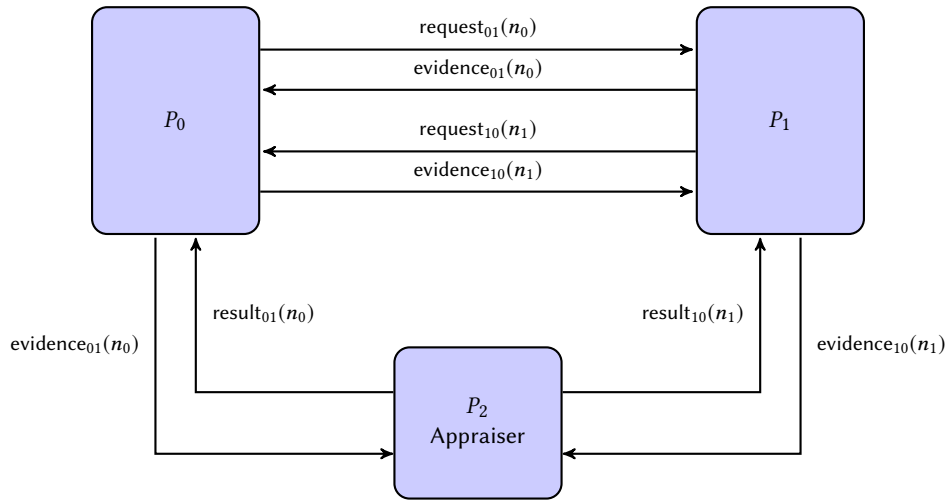 request₀₁(n₀)
evidence₀₁(n₀)
P₀
P₁
request₁₀(n₁)
evidence₁₀(n₁)
result₀₁(n₀)
result₁₀(n₁)
evidence₀₁(n₀)
evidence₁₀(n₁)
P₂
Appraiser